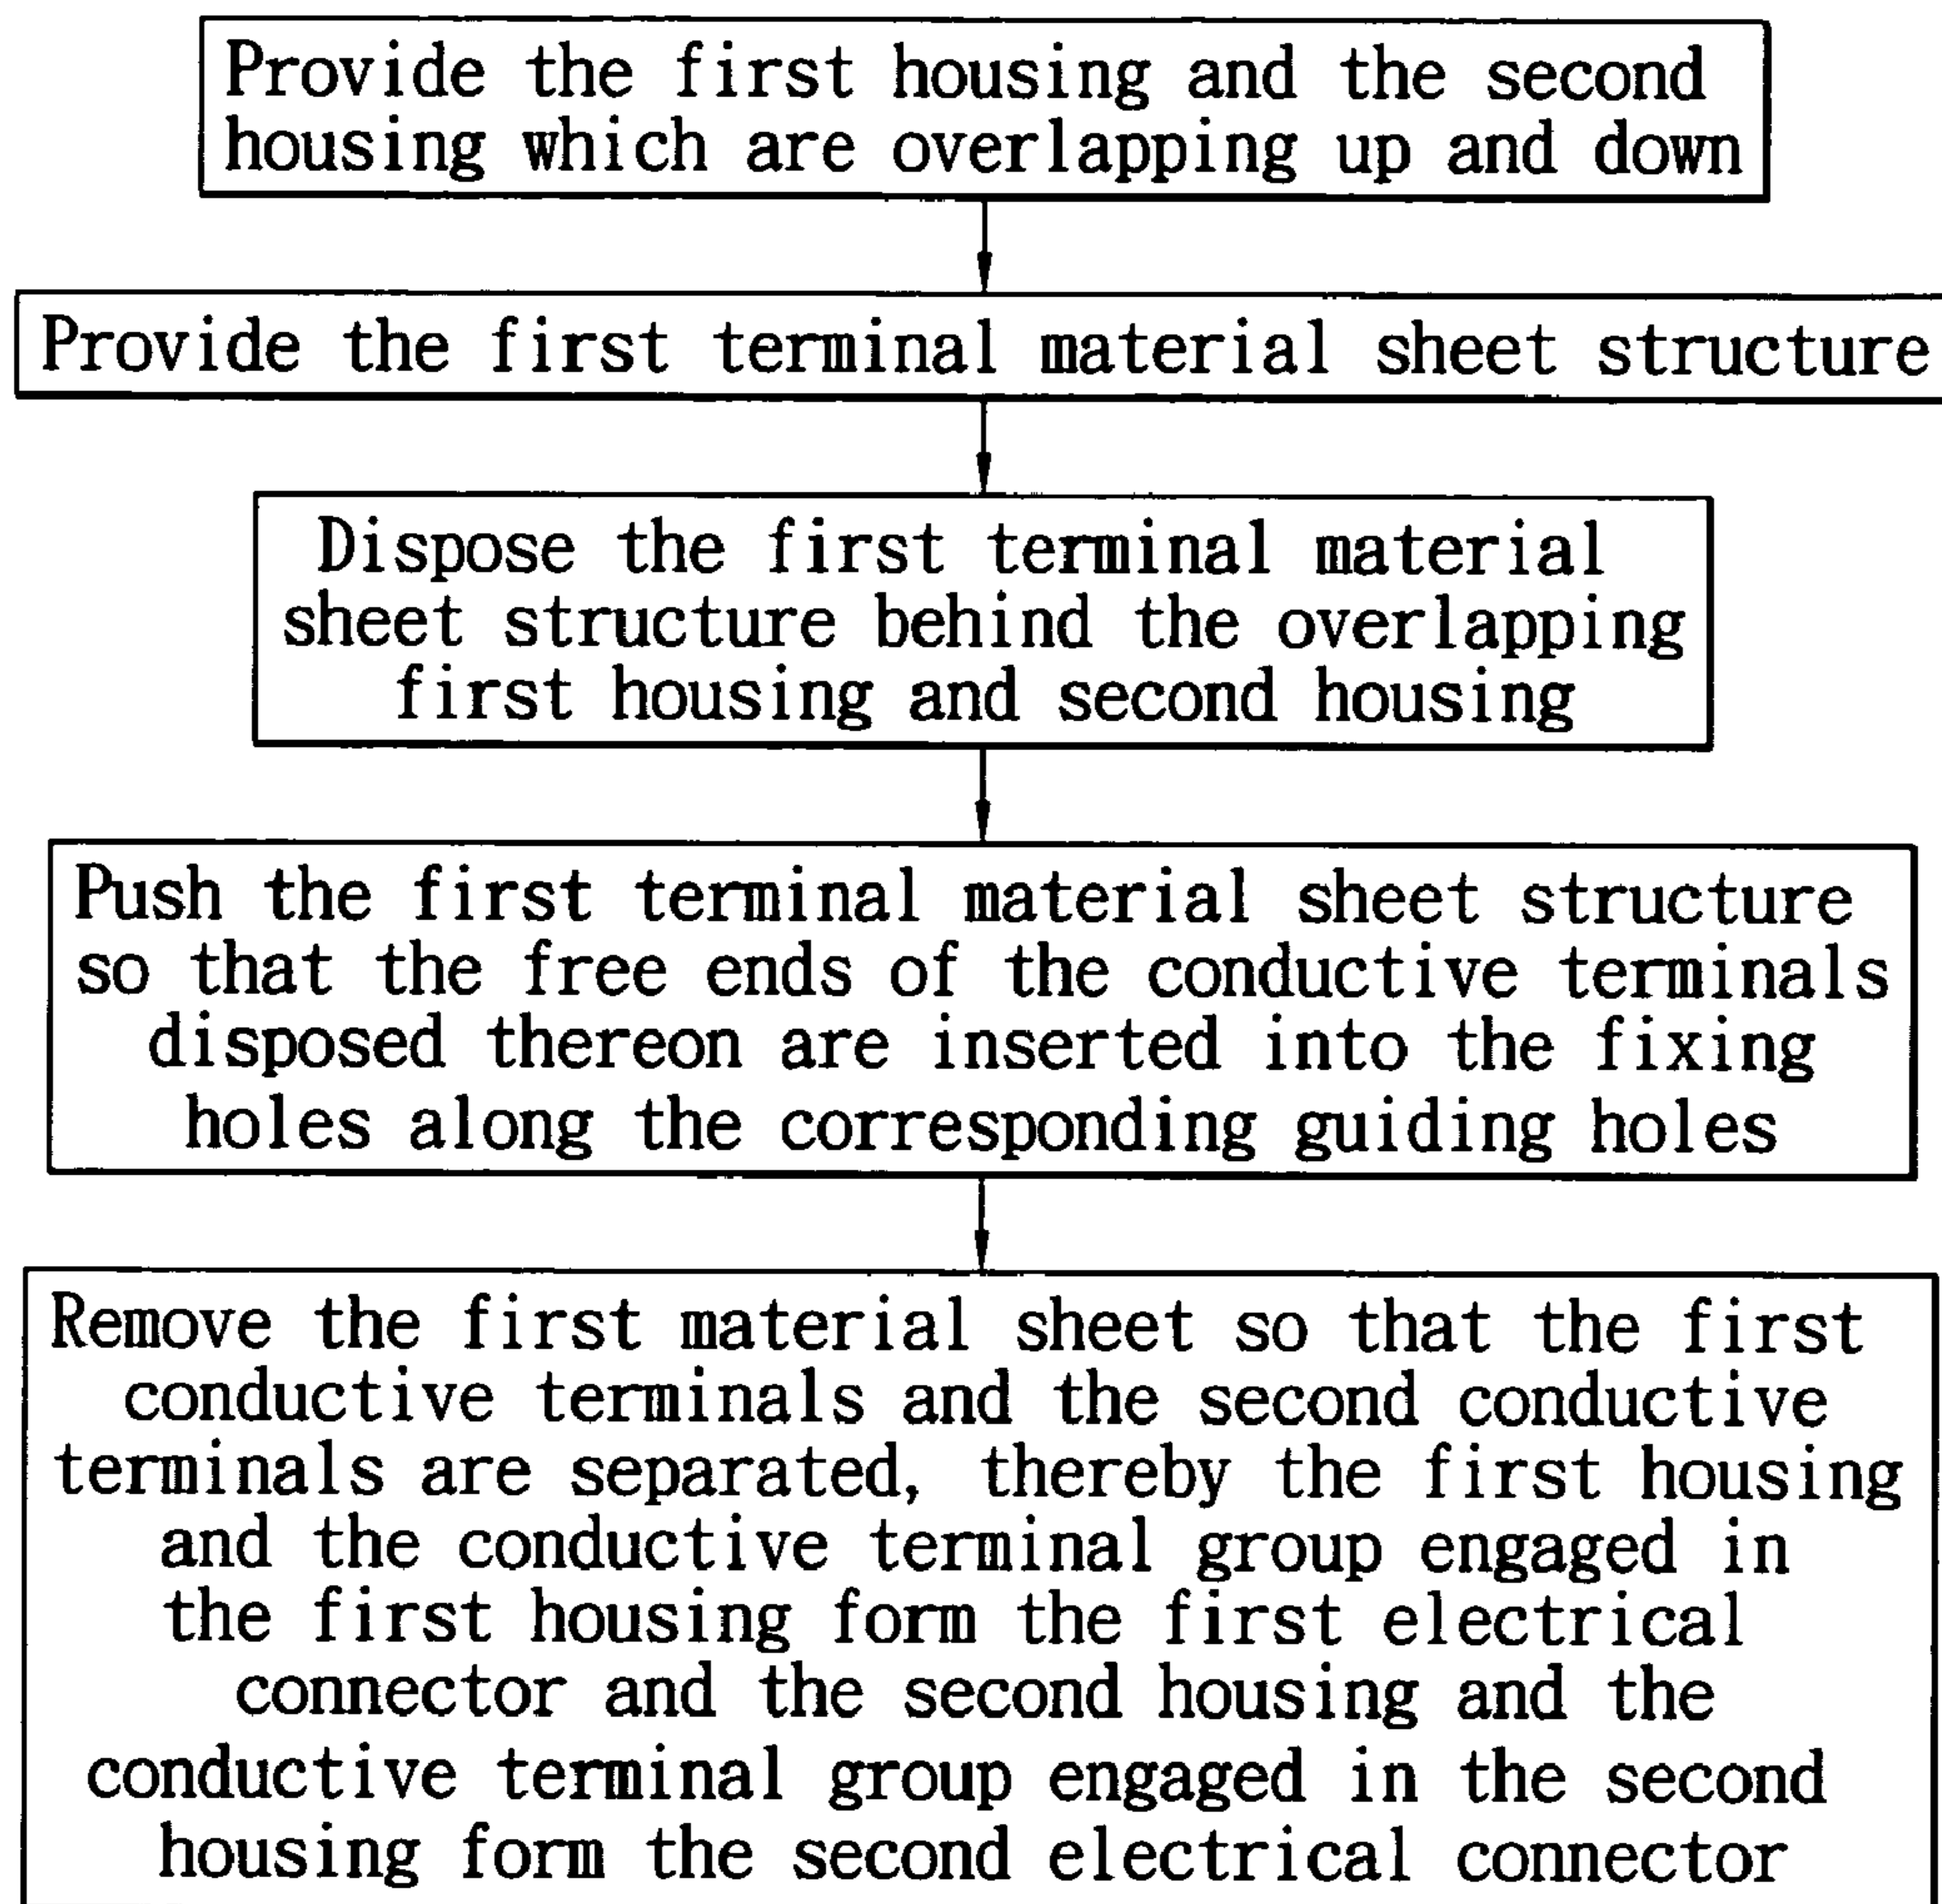 Provide the first housing and the second
housing which are overlapping up and down
Provide the first terminal material sheet structure
Dispose the first terminal material
sheet structure behind the overlapping
first housing and second housing
Push the first terminal material sheet structure
so that the free ends of the conductive terminals
disposed thereon are inserted into the fixing
holes along the corresponding guiding holes
Remove the first material sheet so that the first
conductive terminals and the second conductive
terminals are separated, thereby the first housing
and the conductive terminal group engaged in
the first housing form the first electrical
connector and the second housing and the
conductive terminal group engaged in the second
housing form the second electrical connector